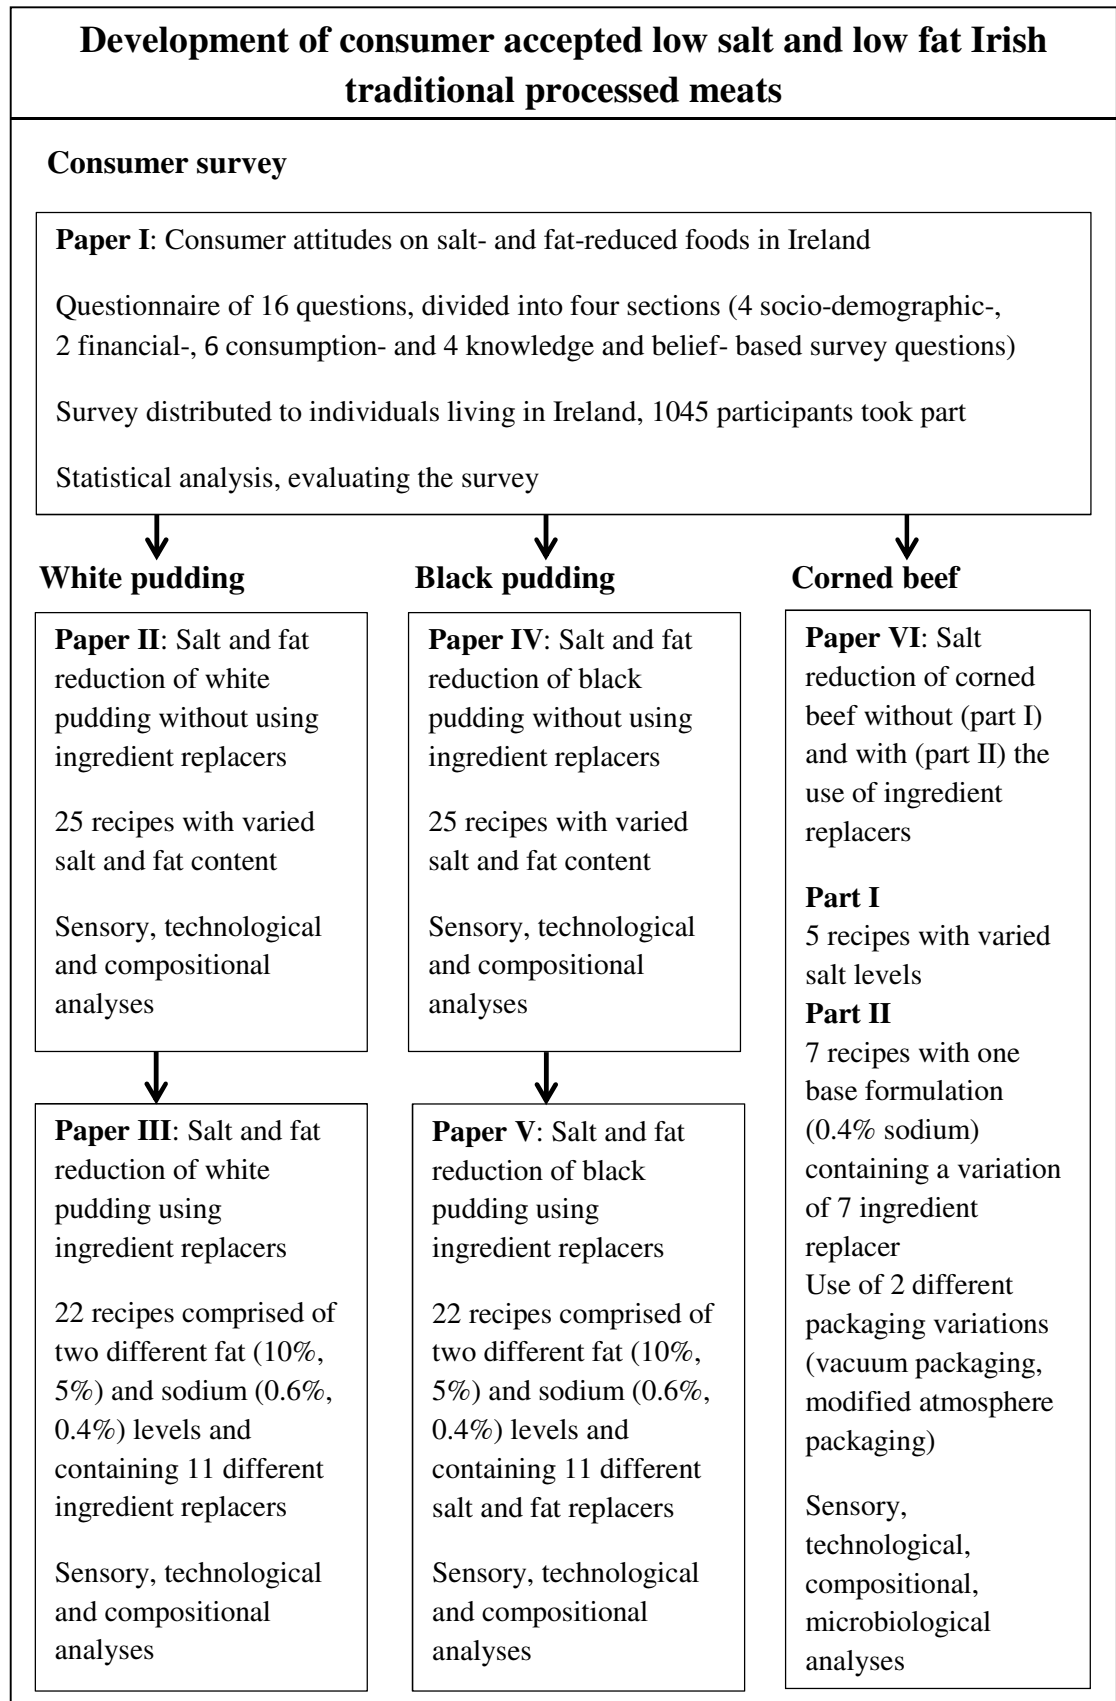 Development of consumer accepted low salt and low fat Irish
traditional processed meats
Consumer survey
Paper I: Consumer attitudes on salt- and fat-reduced foods in Ireland
Questionnaire of 16 questions, divided into four sections (4 socio-demographic-,
2 financial-, 6 consumption- and 4 knowledge and belief- based survey questions)
Survey distributed to individuals living in Ireland, 1045 participants took part
Statistical analysis, evaluating the survey
White pudding
Paper II: Salt and fat
reduction of white
pudding without using
ingredient replacers
25 recipes with varied
salt and fat content
Sensory, technological
and compositional
analyses
Paper III: Salt and fat
reduction of white
pudding using
ingredient replacers
22 recipes comprised of
two different fat (10%,
5%) and sodium (0.6%,
0.4%) levels and
containing 11 different
ingredient replacers
Sensory, technological
and compositional
analyses
Black pudding
Paper IV: Salt and fat
reduction of black
pudding without using
ingredient replacers
25 recipes with varied
salt and fat content
Sensory, technological
and compositional
analyses
Paper V: Salt and fat
reduction of black
pudding using
ingredient replacers
22 recipes comprised of
two different fat (10%,
5%) and sodium (0.6%,
0.4%) levels and
containing 11 different
salt and fat replacers
Sensory, technological
and compositional
analyses
Corned beef
Paper VI: Salt
reduction of corned
beef without (part I)
and with (part II) the
use of ingredient
replacers
Part I
5 recipes with varied
salt levels
Part II
7 recipes with one
base formulation
(0.4% sodium)
containing a variation
of 7 ingredient
replacer
Use of 2 different
packaging variations
(vacuum packaging,
modified atmosphere
packaging)
Sensory,
technological,
compositional,
microbiological
analyses